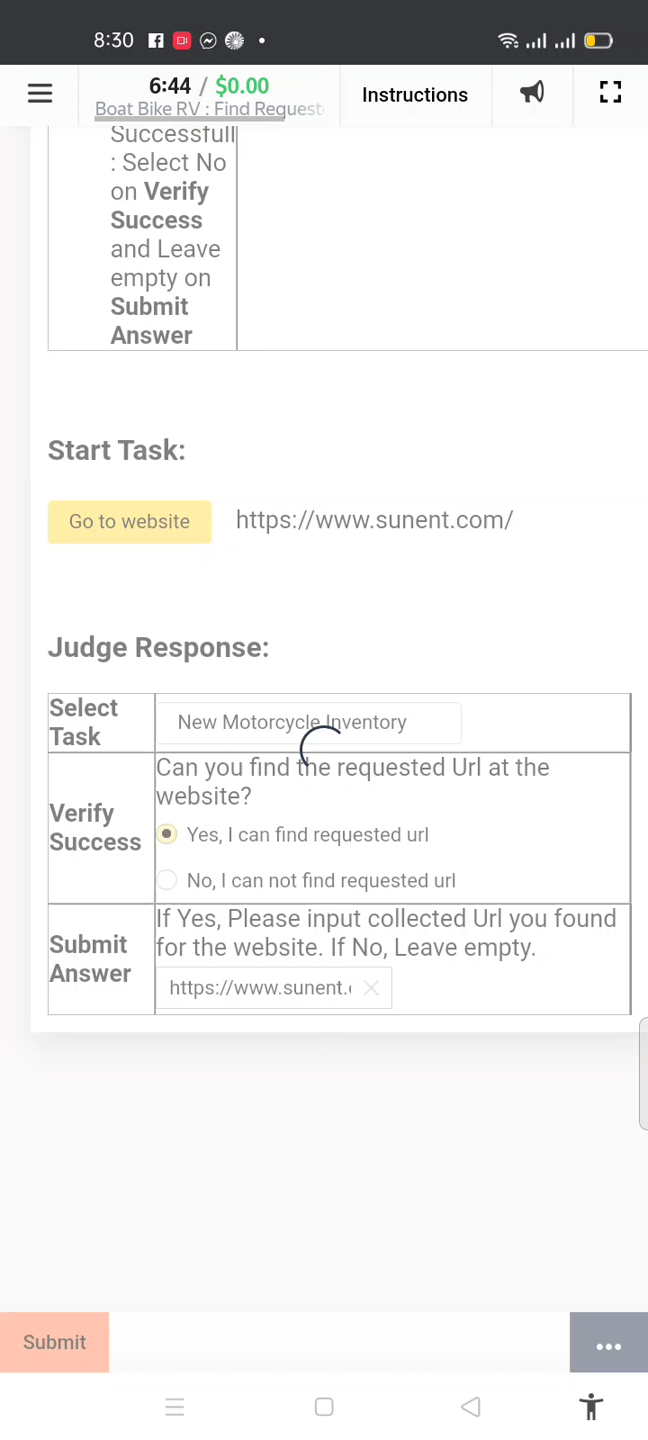 8:30
6:44 / $0.00
Boat Bike RV : Find Requeste
Instructions
Successfull
: Select No
on Verify
Success
and Leave
empty on
Submit
Answer
Start Task:
Go to website
https://www.sunent.com/
Judge Response:
Select
Task
New Motorcycle Inventory
Verify
Success
Can you find the requested Url at the
website?
Yes, I can find requested url
No, I can not find requested url
Submit
Answer
If Yes, Please input collected Url you found
for the website. If No, Leave empty.
https://www.sunent.
Submit